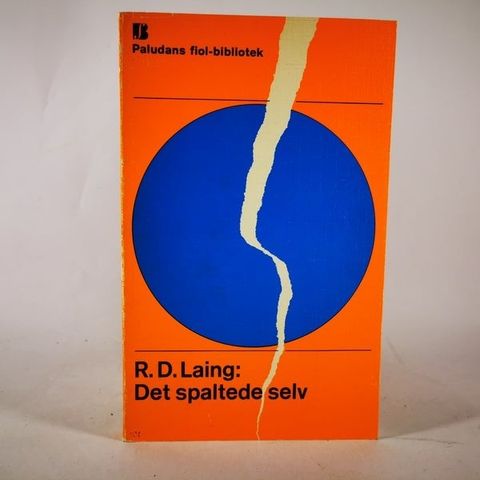 Paludans fiol-bibliotek
R. D. Laing:
Det spaltede selv